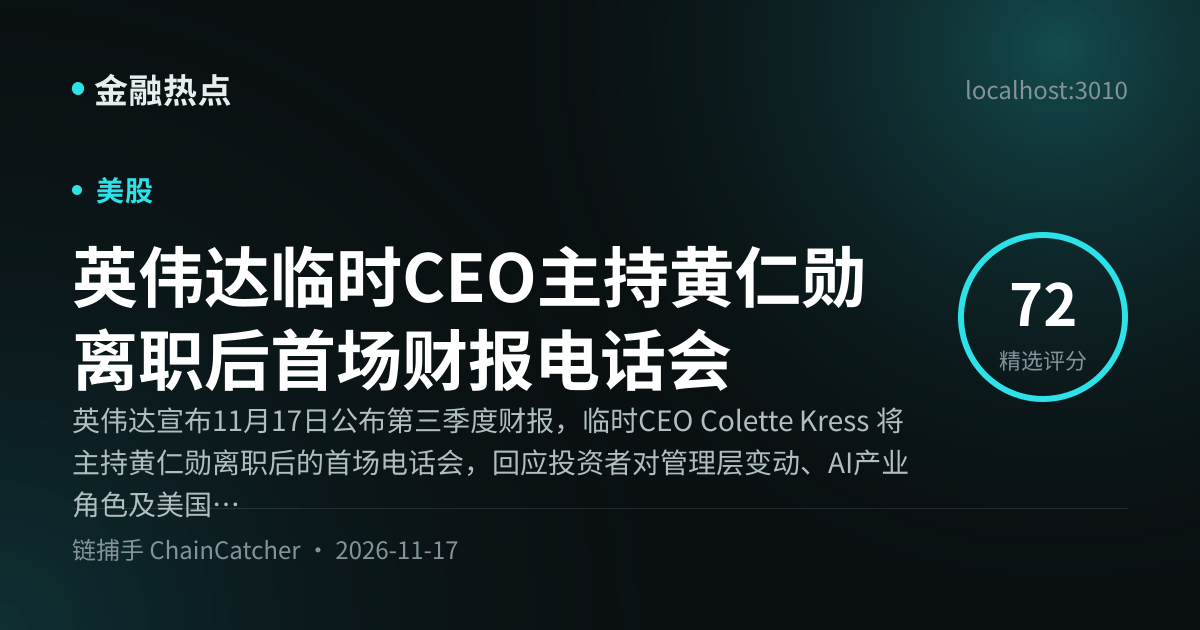 金融热点
localhost:3010
美股
英伟达临时CEO主持黄仁勋
离职后首场财报电话会
72
精选评分
英伟达宣布11月17日公布第三季度财报，临时CEO Colette Kress 将
主持黄仁勋离职后的首场电话会，回应投资者对管理层变动、AI产业
角色及美国…
链捕手 ChainCatcher · 2026-11-17